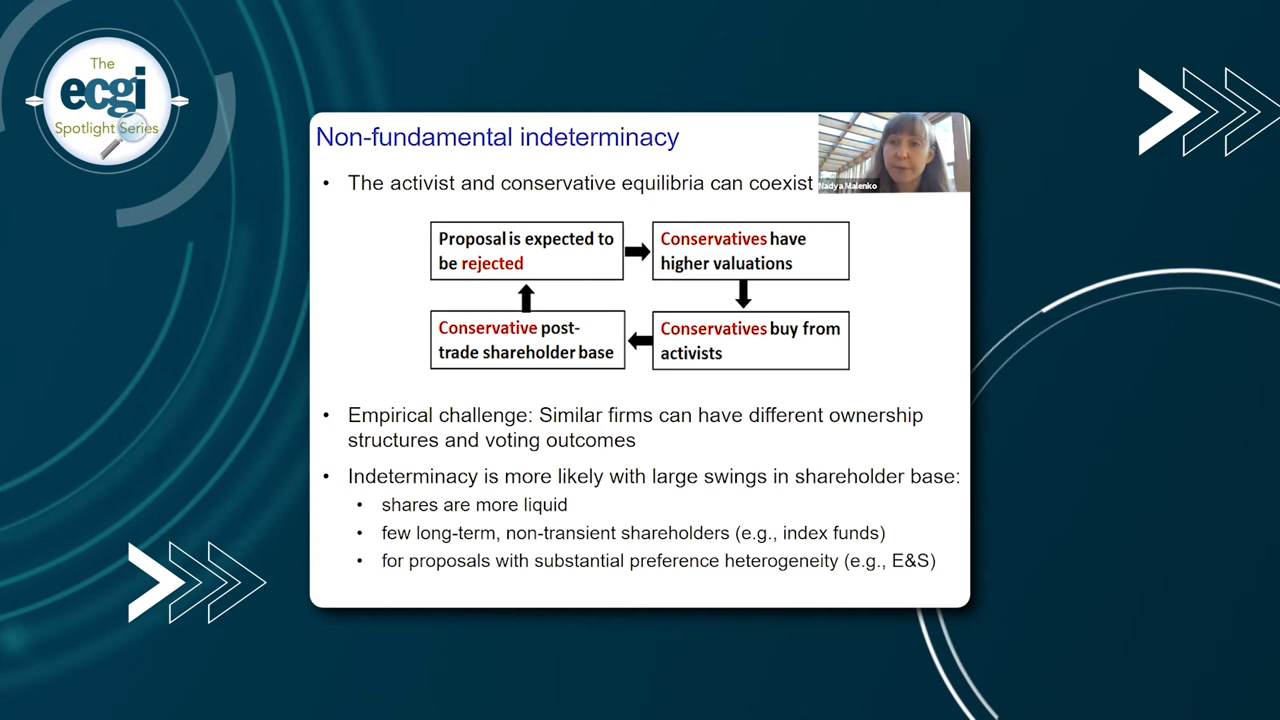 The
ecgi
Spotlight Series
Non-fundamental indeterminacy
Nadya Malenko
• The activist and conservative equilibria can coexist
Proposal is expected to
be rejected
Conservatives have
higher valuations
Conservative post-
trade shareholder base
Conservatives buy from
activists
• Empirical challenge: Similar firms can have different ownership
structures and voting outcomes
• Indeterminacy is more likely with large swings in shareholder base:
• shares are more liquid
• few long-term, non-transient shareholders (e.g., index funds)
• for proposals with substantial preference heterogeneity (e.g., E&S)